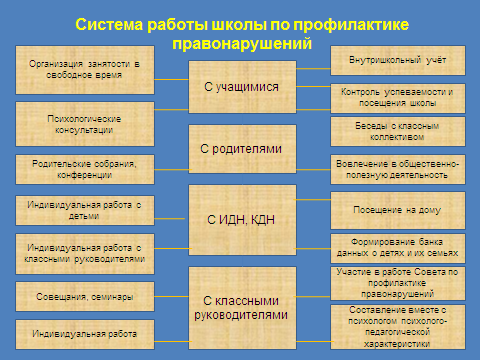 Система работы школы по профилактике
правонарушений
Организация занятости в
свободное время
Психологические
консультации
Родительские собрания,
конференции
Индивидуальная работа с
детьми
Индивидуальная работа с
классными руководителями
Совещания, семинары
Индивидуальная работа
С учащимися
С родителями
С ИДН, КДН
С классными
руководителями
Внутришкольный учёт
Контроль успеваемости и
посещения школы
Беседы с классным
коллективом
Вовлечение в общественно-
полезную деятельность
Посещение на дому
Формирование банка
данных о детях и их семьях
Участие в работе Совета по
профилактике
правонарушений
Составление вместе с
психологом психолого-
педагогической
характеристики